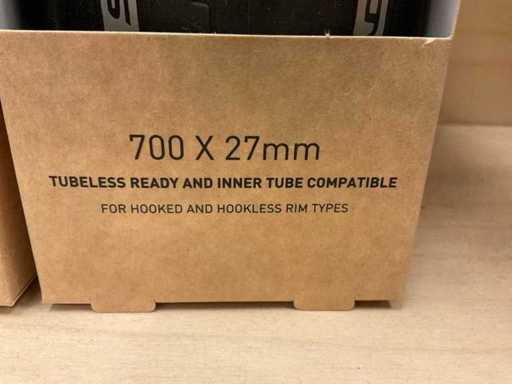 700 X 27mm
TUBELESS READY AND INNER TUBE COMPATIBLE
FOR HOOKED AND HOOKLESS RIM TYPES